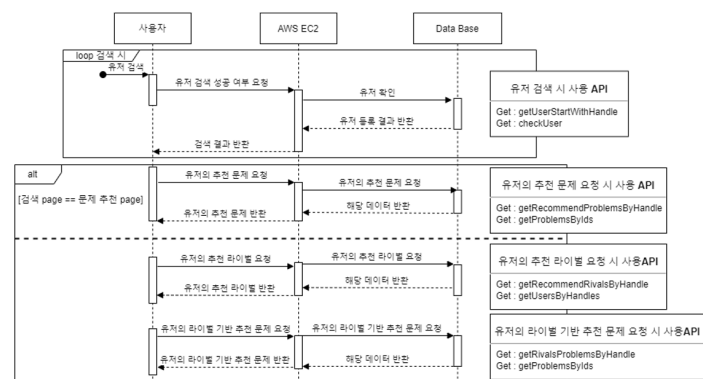 사용자
AWS EC2
Data Base
loop 검색 시
유저 검색
유저 검색 성공 여부 요청
유저 확인
유저 등록 결과 반환
검색 결과 반환
유저 검색 시 사용 API
Get : getUserStartWithHandle
Get : checkUser
alt
[검색 page == 문제 추천 page]
유저의 추천 문제 요청
유저의 추천 문제 요청
해당 데이터 반환
유저의 추천 문제 반환
유저의 추천 문제 요청 시 사용 API
Get : getRecommendProblemsByHandle
Get : getProblemsByIds
유저의 추천 라이벌 요청
유저의 추천 라이벌 요청
해당 데이터 반환
유저의 추천 라이벌 반환
유저의 추천 라이벌 요청 시 사용API
Get : getRecommendRivalsByHandle
Get : getUsersByHandles
유저의 라이벌 기반 추천 문제 요청
유저의 라이벌 기반 추천 문제 요청
해당 데이터 반환
유저의 라이벌 기반 추천 문제 반환
유저의 라이벌 기반 추천 문제 요청 시 사용API
Get : getRivalsProblemsByHandle
Get : getProblemsByIds